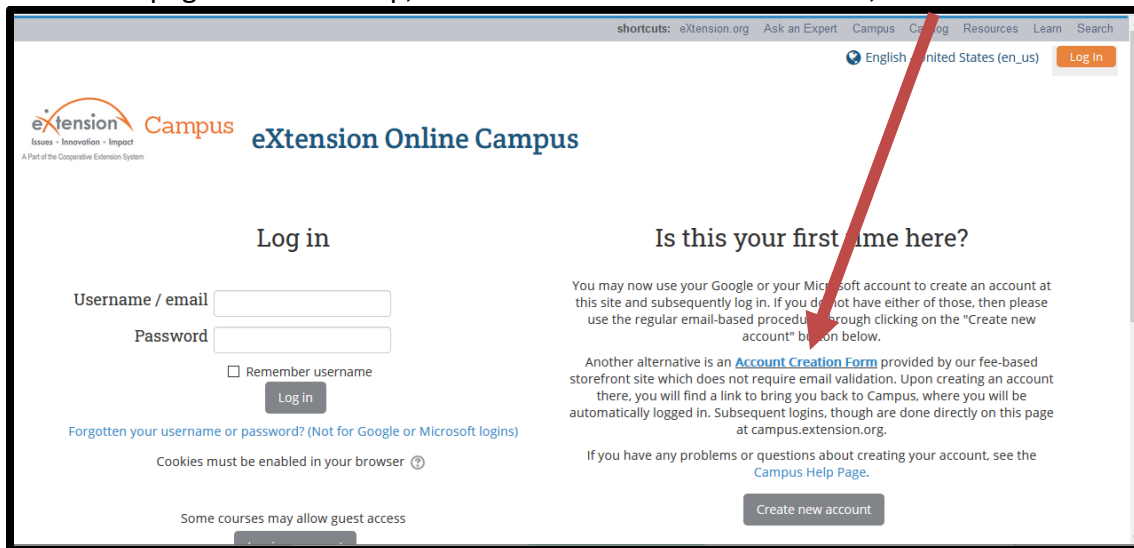 shortcuts: eXtension.org Ask an Expert Campus Catalog Resources Learn Search
English United States (en_us) Log In
eXtension Campus
Issues - Innovation - Impact
A Part of the Cooperative Extension System
eXtension Online Campus
Log in
Username / email
Password
Remember username
Log in
Forgotten your username or password? (Not for Google or Microsoft logins)
Cookies must be enabled in your browser
Some courses may allow guest access
Is this your first time here?
You may now use your Google or your Microsoft account to create an account at
this site and subsequently log in. If you do not have either of those, then please
use the regular email-based procedure through clicking on the "Create new
account" button below.
Another alternative is an Account Creation Form provided by our fee-based
storefront site which does not require email validation. Upon creating an account
there, you will find a link to bring you back to Campus, where you will be
automatically logged in. Subsequent logins, though are done directly on this page
at campus.extension.org.
If you have any problems or questions about creating your account, see the
Campus Help Page.
Create new account